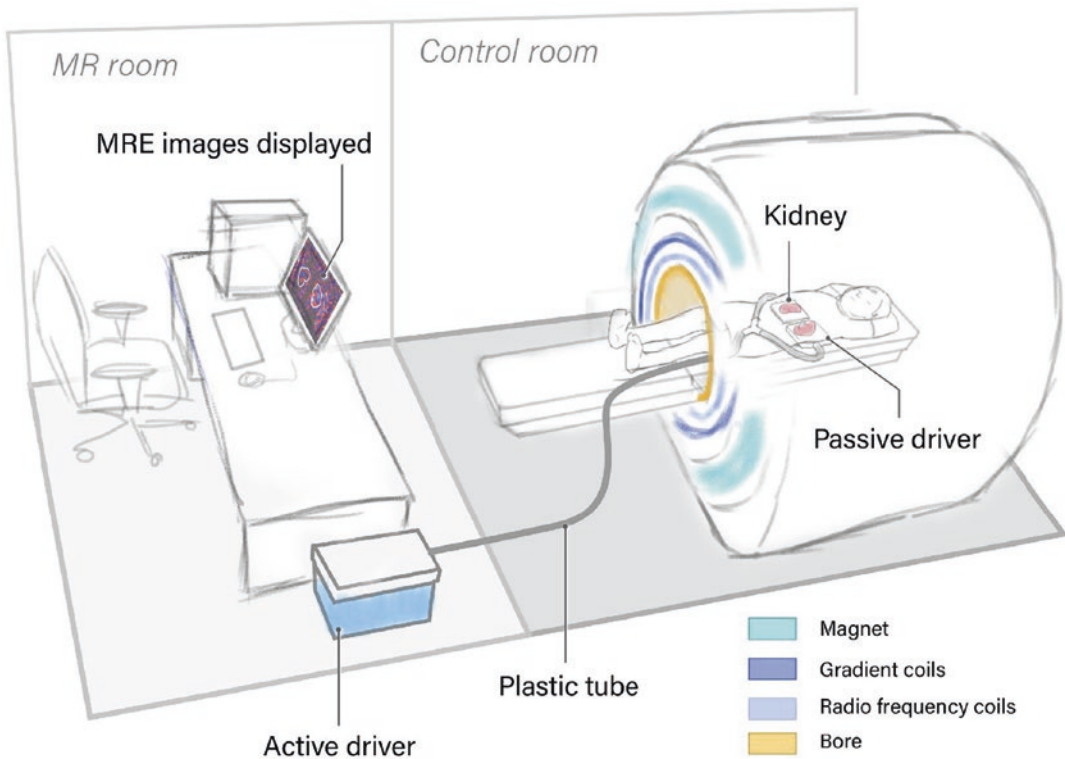 MR room
Control room
MRE images displayed
Kidney
Passive driver
Plastic tube
Active driver
Magnet
Gradient coils
Radio frequency coils
Bore